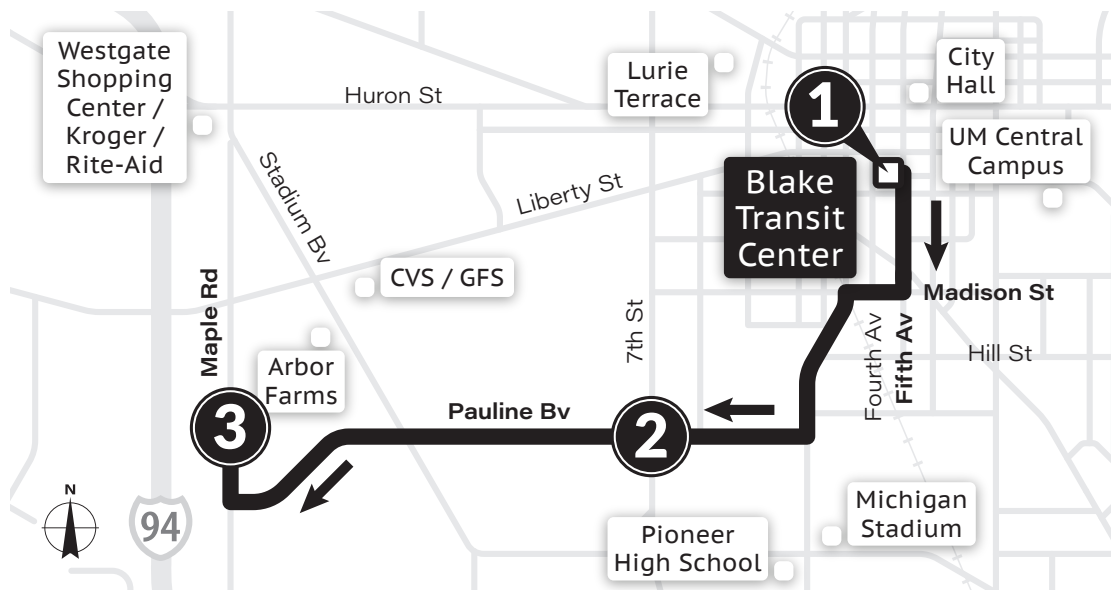 Westgate
Shopping
Center /
Kroger /
Rite-Aid
Huron St
Lurie
Terrace
1
City
Hall
UM Central
Campus
Blake
Transit
Center
Stadium Bv
Liberty St
CVS / GFS
Maple Rd
Arbor
Farms
7th St
Madison St
Fourth Av
Fifth Av
Hill St
3
Pauline Bv
2
N
94
Pioneer
High School
Michigan
Stadium